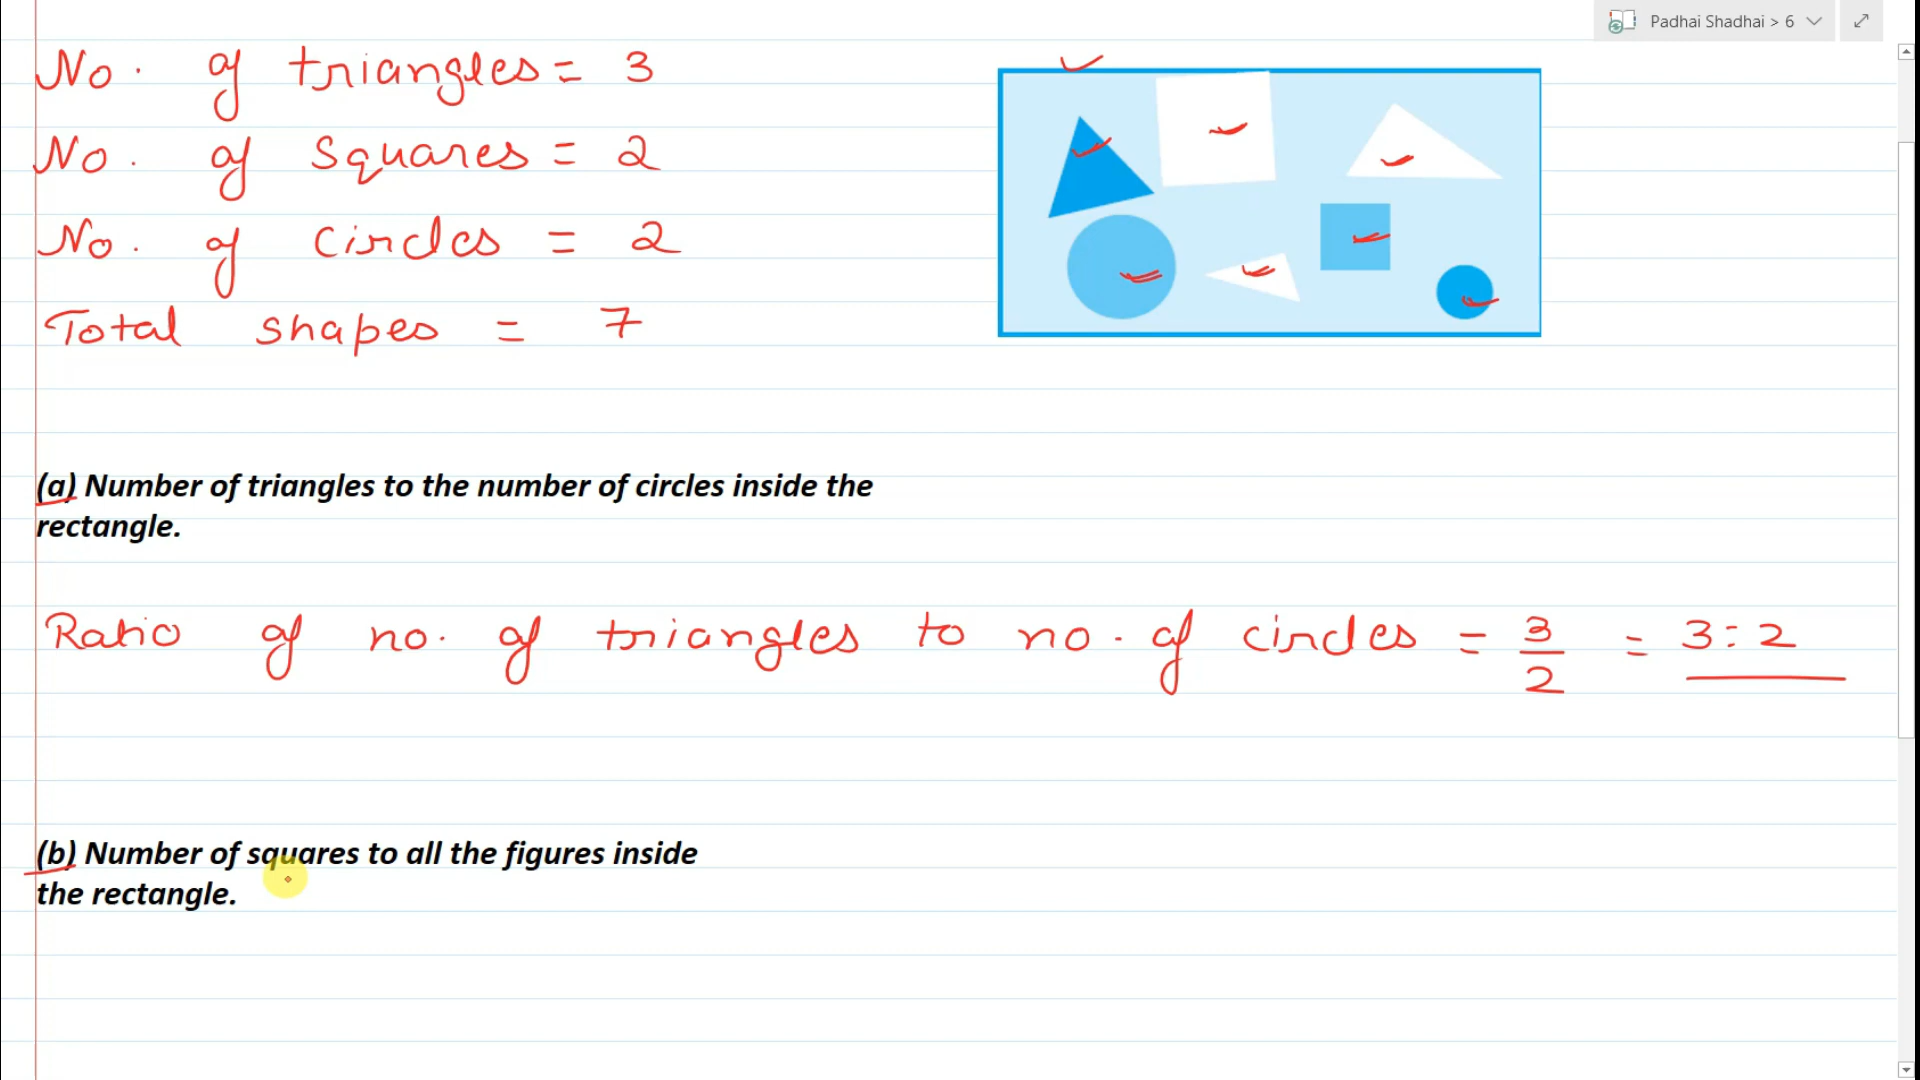 Padhai Shadhai > 6
No. of triangles = 3
No. of squares = 2
No. of circles = 2
Total shapes = 7
(a) Number of triangles to the number of circles inside the
rectangle.
Ratio of no. of triangles to no. of circles = 3/2 = 3:2
(b) Number of squares to all the figures inside
the rectangle.